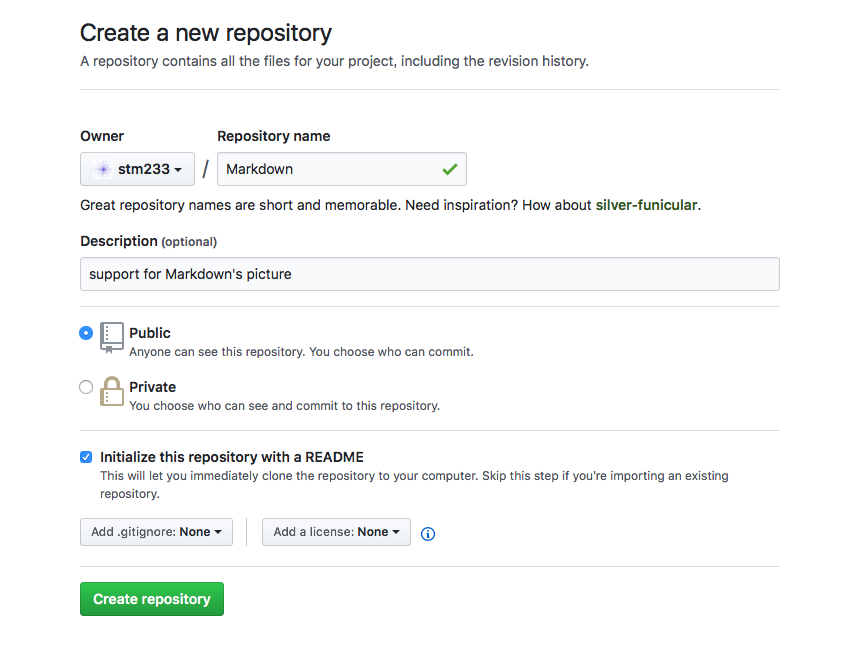 Create a new repository
A repository contains all the files for your project, including the revision history.
Owner
Repository name
stm233 / Markdown
Great repository names are short and memorable. Need inspiration? How about silver-funicular.
Description (optional)
support for Markdown's picture
Public
Anyone can see this repository. You choose who can commit.
Private
You choose who can see and commit to this repository.
Initialize this repository with a README
This will let you immediately clone the repository to your computer. Skip this step if you're importing an existing
repository.
Add .gitignore: None
Add a license: None
Create repository